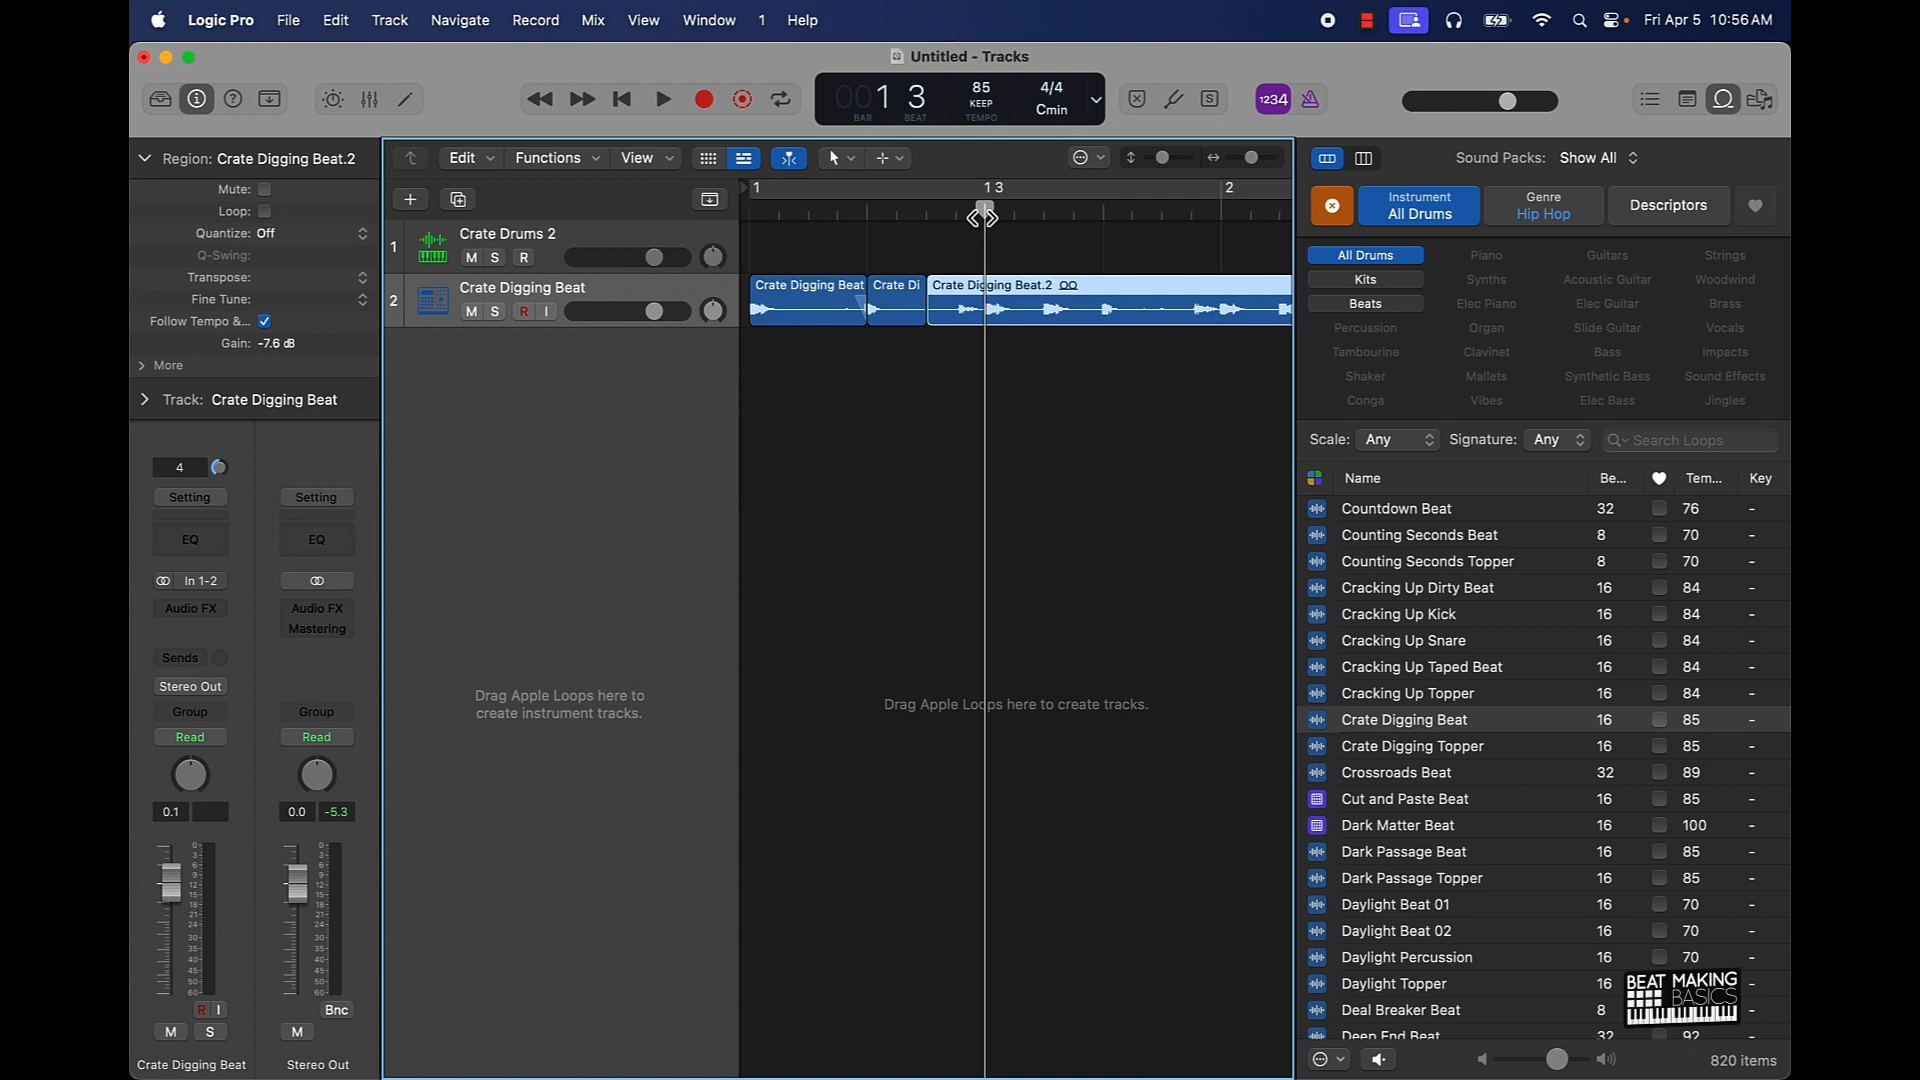 Logic Pro File Edit Track Navigate Record Mix View Window 1 Help
Fri Apr 5 10:56 AM
Untitled - Tracks
001 3
BAR BEAT
85
KEEP
TEMPO
4/4
Cmin
S
1234
Region: Crate Digging Beat.2
Mute:
Loop:
Quantize: Off
Q-Swing:
Transpose:
Fine Tune:
Follow Tempo &...
Gain: -7.6 dB
More
Track: Crate Digging Beat
4
Setting Setting
EQ EQ
In 1-2
Audio FX Audio FX
Mastering
Sends
Stereo Out
Group Group
Read Read
0.1 0.0 -5.3
R I Bnc
M S M
Crate Digging Beat Stereo Out
Edit Functions View
1 1 3 2
1 Crate Drums 2
M S R
2 Crate Digging Beat
M S R I
Crate Digging Beat Crate Di Crate Digging Beat.2
Drag Apple Loops here to
create instrument tracks.
Drag Apple Loops here to create tracks.
Sound Packs: Show All
Instrument
All Drums
Genre
Hip Hop
Descriptors
All Drums Piano Guitars Strings
Kits Synths Acoustic Guitar Woodwind
Beats Elec Piano Elec Guitar Brass
Percussion Organ Slide Guitar Vocals
Tambourine Clavinet Bass Impacts
Shaker Mallets Synthetic Bass Sound Effects
Conga Vibes Elec Bass Jingles
Scale: Any Signature: Any Search Loops
Name Be... Tem... Key
Countdown Beat 32 76 -
Counting Seconds Beat 8 70 -
Counting Seconds Topper 8 70 -
Cracking Up Dirty Beat 16 84 -
Cracking Up Kick 16 84 -
Cracking Up Snare 16 84 -
Cracking Up Taped Beat 16 84 -
Cracking Up Topper 16 84 -
Crate Digging Beat 16 85 -
Crate Digging Topper 16 85 -
Crossroads Beat 32 89 -
Cut and Paste Beat 16 85 -
Dark Matter Beat 16 100 -
Dark Passage Beat 16 85 -
Dark Passage Topper 16 85 -
Daylight Beat 01 16 70 -
Daylight Beat 02 16 70 -
Daylight Percussion 16 70 -
Daylight Topper 16 -
Deal Breaker Beat 8 -
Deep End Beat 32 92 -
BEAT MAKING
BASICS
820 items